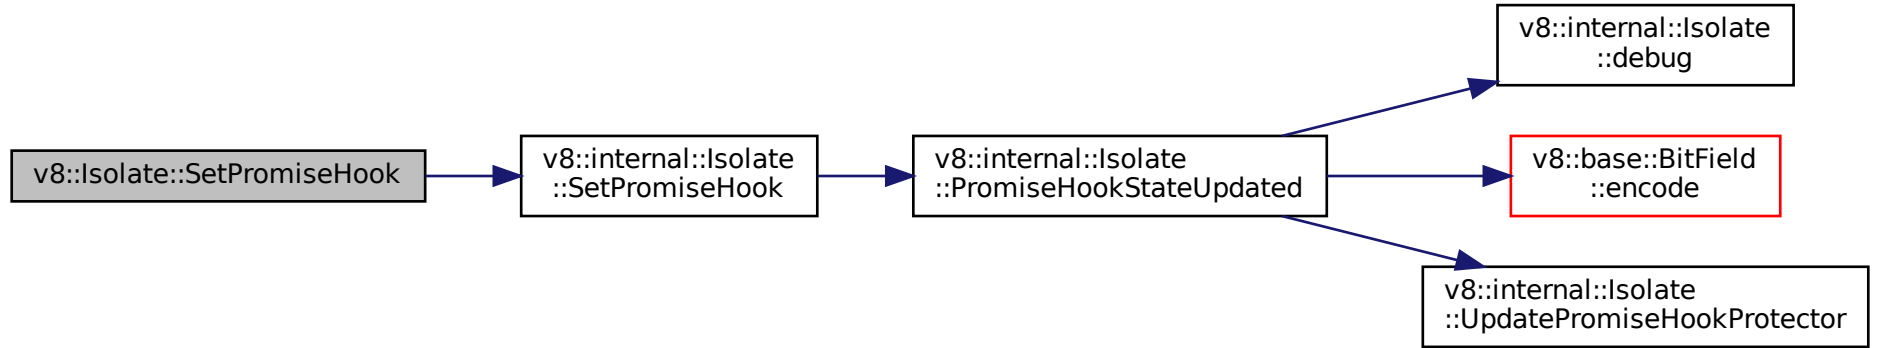 v8::Isolate::SetPromiseHook
v8::internal::Isolate
::SetPromiseHook
v8::internal::Isolate
::PromiseHookStateUpdated
v8::internal::Isolate
::debug
v8::base::BitField
::encode
v8::internal::Isolate
::UpdatePromiseHookProtector